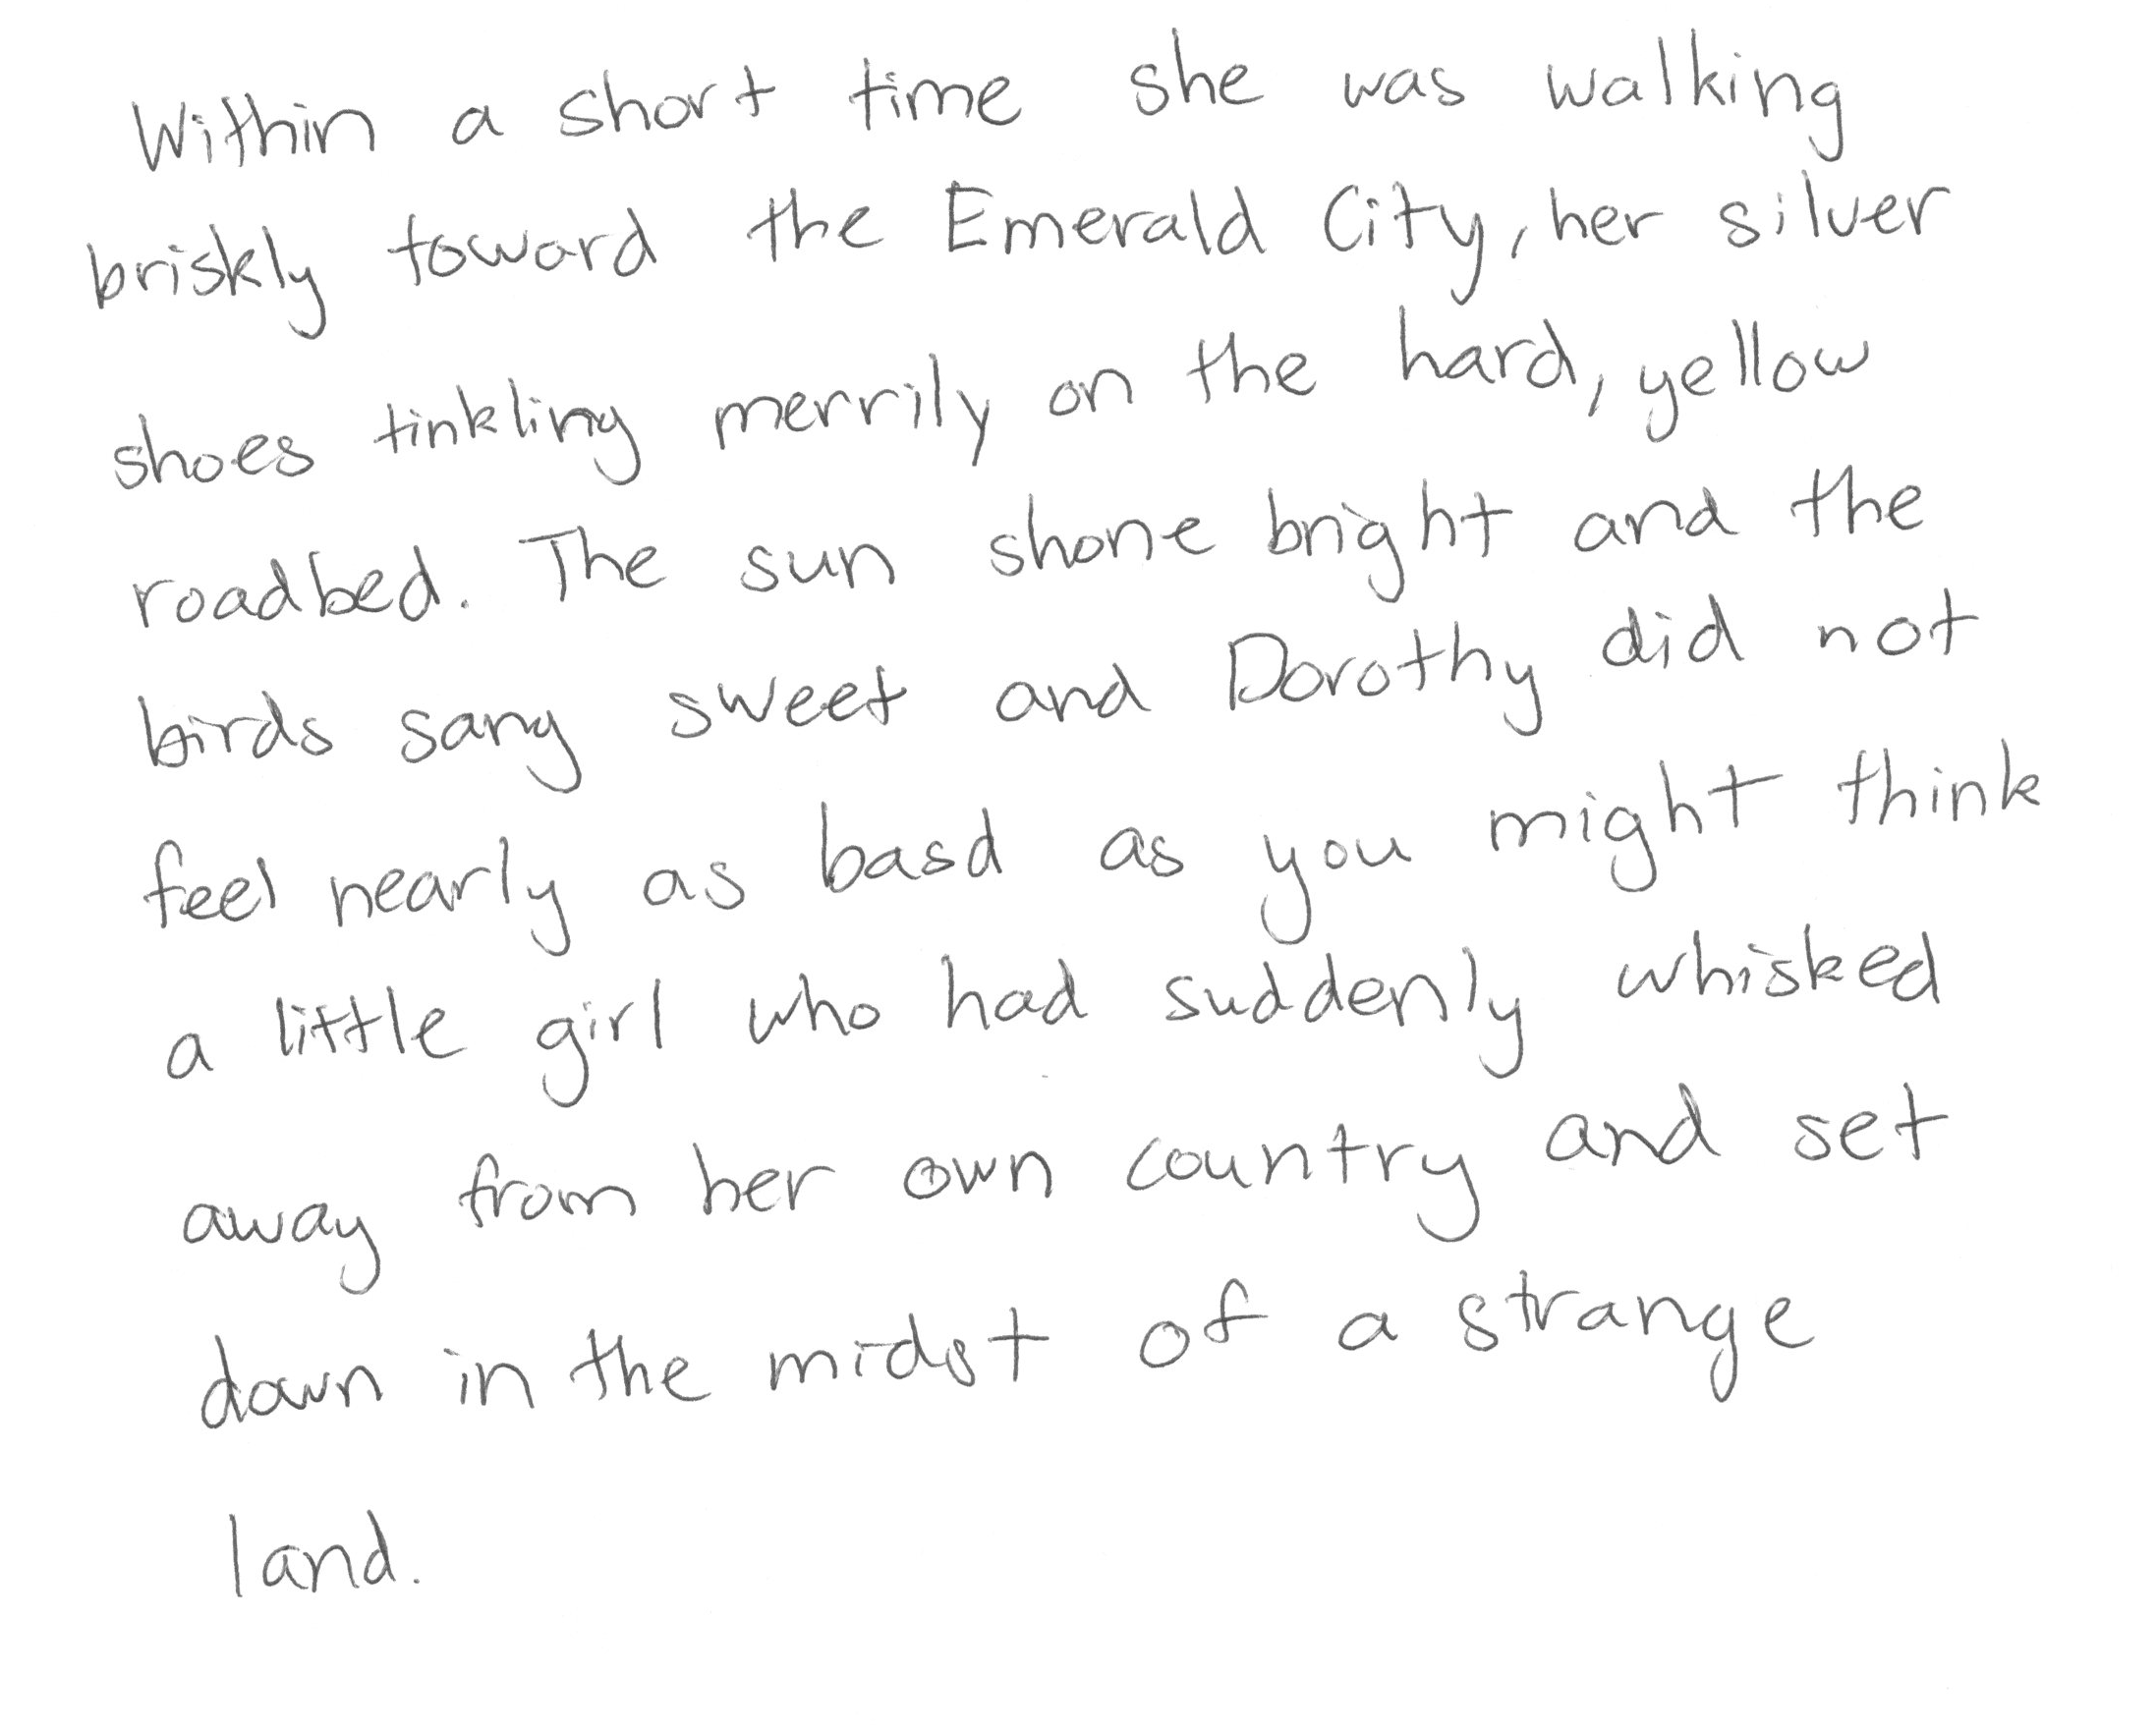 Within a short time she was walking
briskly toward the Emerald City, her silver
shoes tinkling merrily on the hard, yellow
roadbed. The sun shone bright and the
birds sang sweet and Dorothy did not
feel nearly as basd as you might think
a little girl who had suddenly whisked
away from her own country and set
down in the midst of a strange
land.